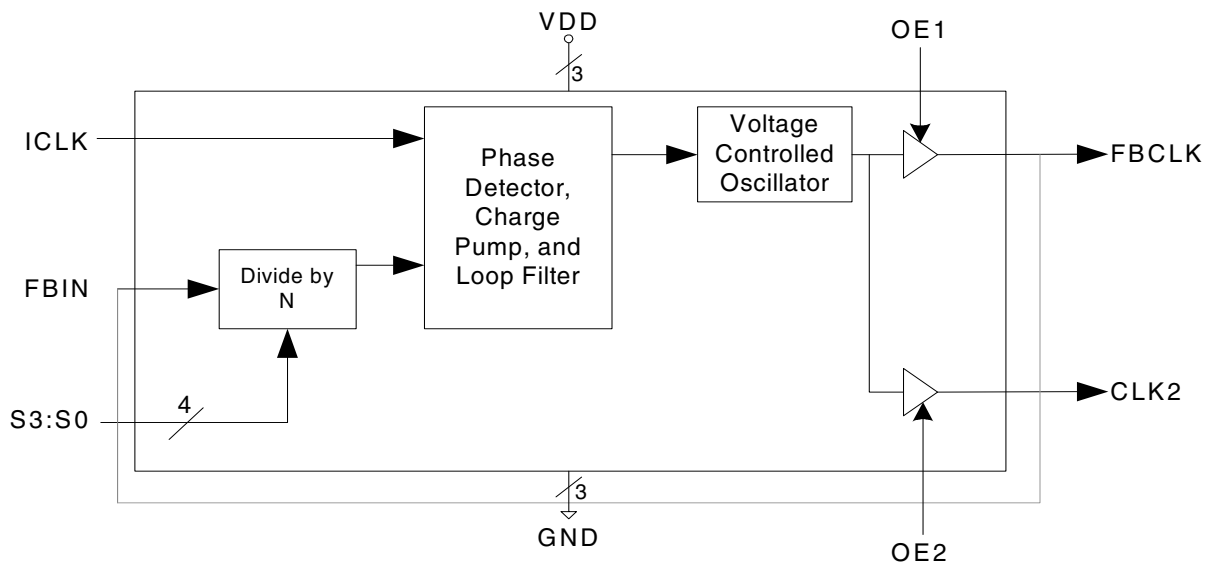 VDD
3
OE1
ICLK
Phase
Detector,
Charge
Pump, and
Loop Filter
Voltage
Controlled
Oscillator
FBCLK
FBIN
Divide by
N
S3:S0
4
CLK2
3
GND
OE2